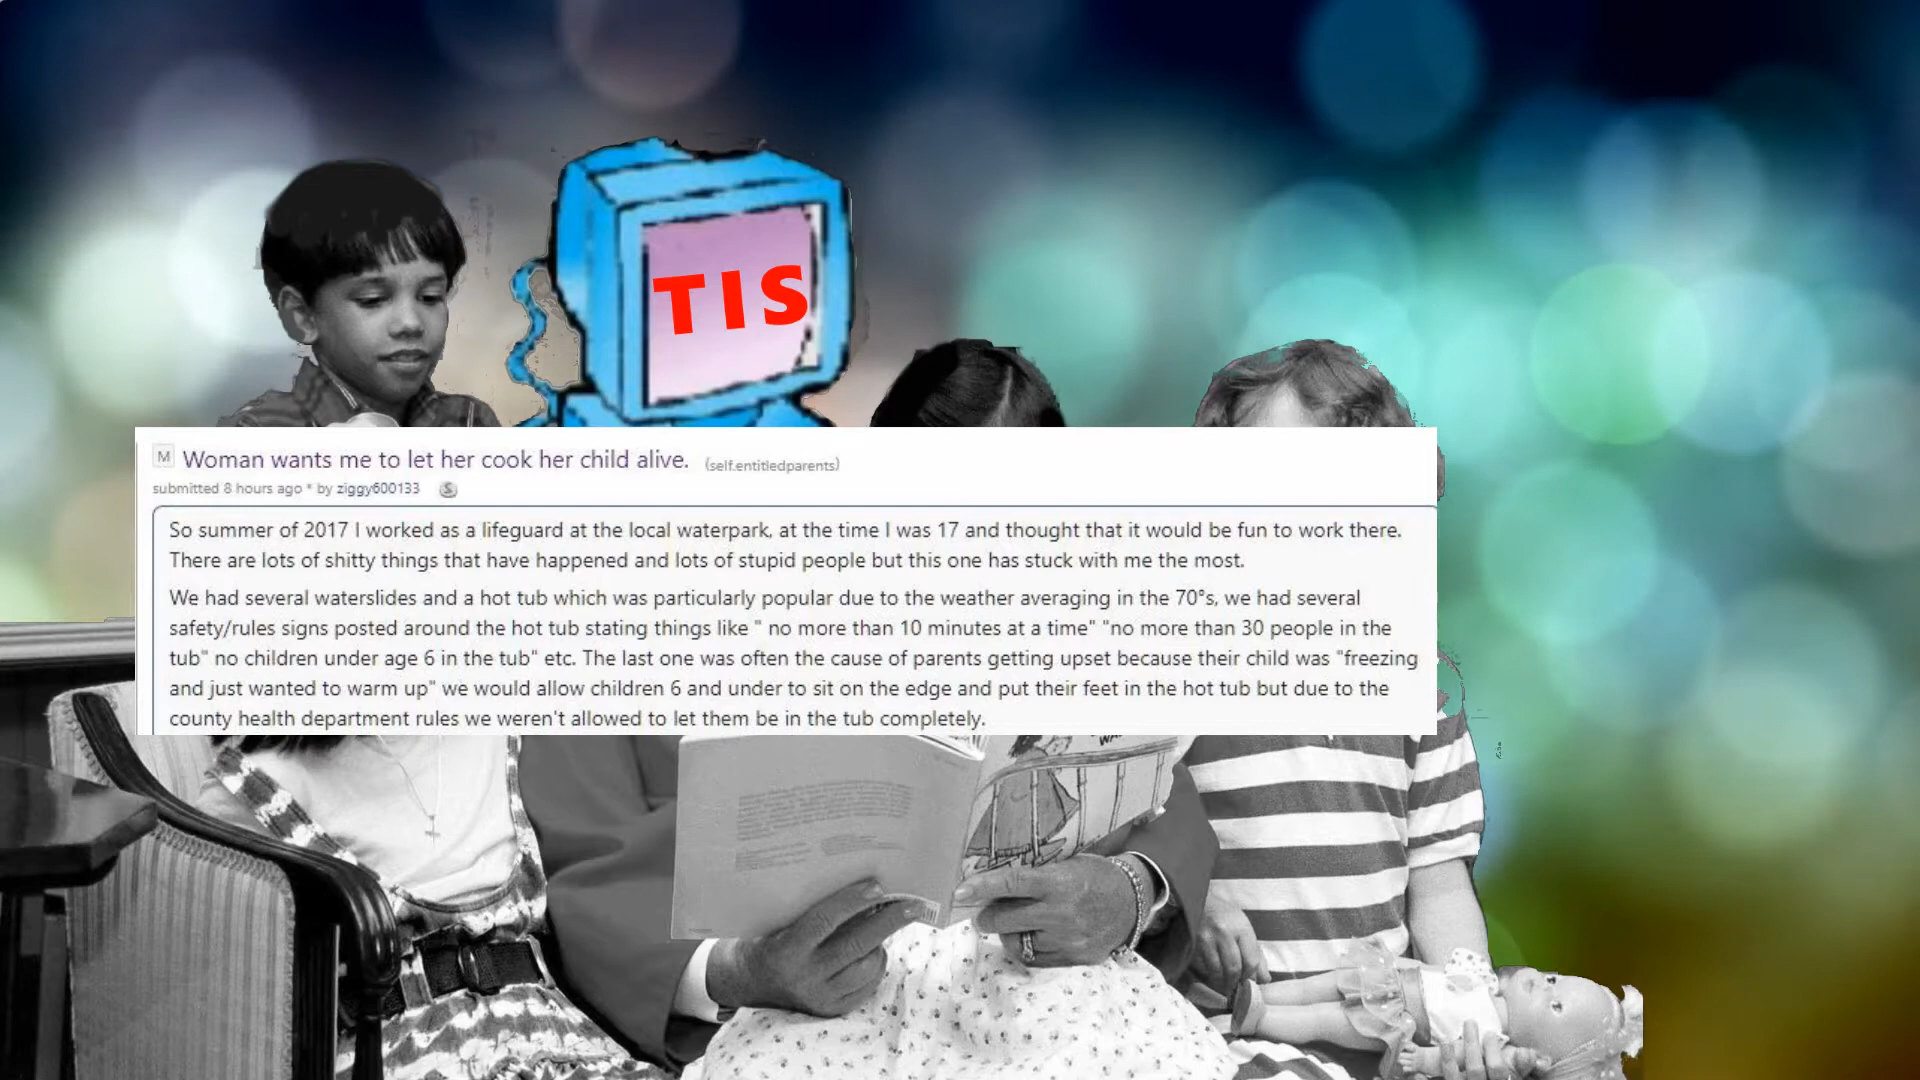 TIS
M Woman wants me to let her cook her child alive. (self.entitledparents)
submitted 8 hours ago * by ziggy600133 S
So summer of 2017 I worked as a lifeguard at the local waterpark, at the time I was 17 and thought that it would be fun to work there.
There are lots of shitty things that have happened and lots of stupid people but this one has stuck with me the most.
We had several waterslides and a hot tub which was particularly popular due to the weather averaging in the 70°s, we had several
safety/rules signs posted around the hot tub stating things like " no more than 10 minutes at a time" "no more than 30 people in the
tub" no children under age 6 in the tub" etc. The last one was often the cause of parents getting upset because their child was "freezing
and just wanted to warm up" we would allow children 6 and under to sit on the edge and put their feet in the hot tub but due to the
county health department rules we weren't allowed to let them be in the tub completely.